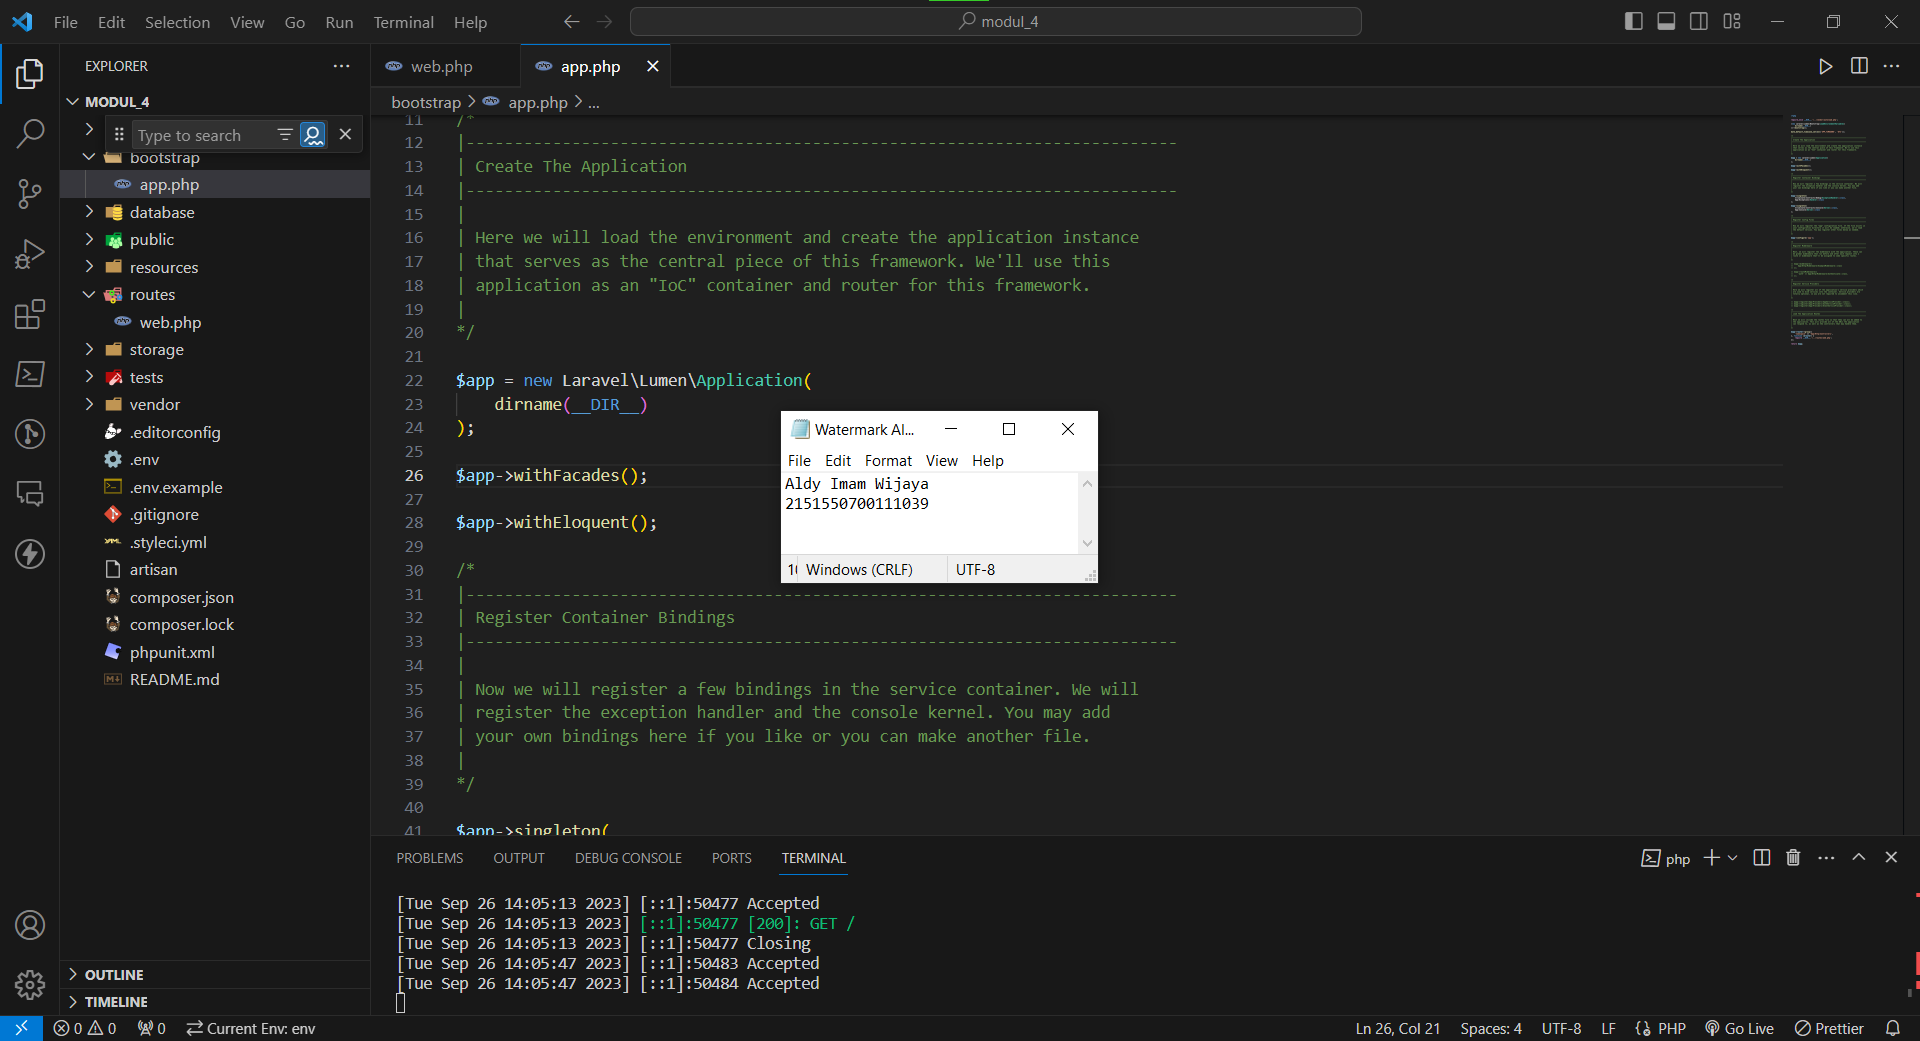 File Edit Selection View Go Run Terminal Help
modul_4
EXPLORER
MODUL_4
Type to search
bootstrap
app.php
database
public
resources
routes
web.php
storage
tests
vendor
.editorconfig
.env
.env.example
.gitignore
.styleci.yml
artisan
composer.json
composer.lock
phpunit.xml
README.md
OUTLINE
TIMELINE
web.php app.php
bootstrap > app.php > ...
11 /*
12 |--------------------------------------------------------------------------
13 | Create The Application
14 |--------------------------------------------------------------------------
15 |
16 | Here we will load the environment and create the application instance
17 | that serves as the central piece of this framework. We'll use this
18 | application as an "IoC" container and router for this framework.
19 |
20 */
21
22 $app = new Laravel\Lumen\Application(
23 dirname(__DIR__)
24 );
25
26 $app->withFacades();
27
28 $app->withEloquent();
29
30 /*
31 |--------------------------------------------------------------------------
32 | Register Container Bindings
33 |--------------------------------------------------------------------------
34 |
35 | Now we will register a few bindings in the service container. We will
36 | register the exception handler and the console kernel. You may add
37 | your own bindings here if you like or you can make another file.
38 |
39 */
40
41 $app->singleton(
Watermark Al...
File Edit Format View Help
Aldy Imam Wijaya
2151550700111039
Windows (CRLF) UTF-8
PROBLEMS OUTPUT DEBUG CONSOLE PORTS TERMINAL
php
[Tue Sep 26 14:05:13 2023] [::1]:50477 Accepted
[Tue Sep 26 14:05:13 2023] [::1]:50477 [200]: GET /
[Tue Sep 26 14:05:13 2023] [::1]:50477 Closing
[Tue Sep 26 14:05:47 2023] [::1]:50483 Accepted
[Tue Sep 26 14:05:47 2023] [::1]:50484 Accepted
0 0 0 Current Env: env
Ln 26, Col 21 Spaces: 4 UTF-8 LF PHP Go Live Prettier